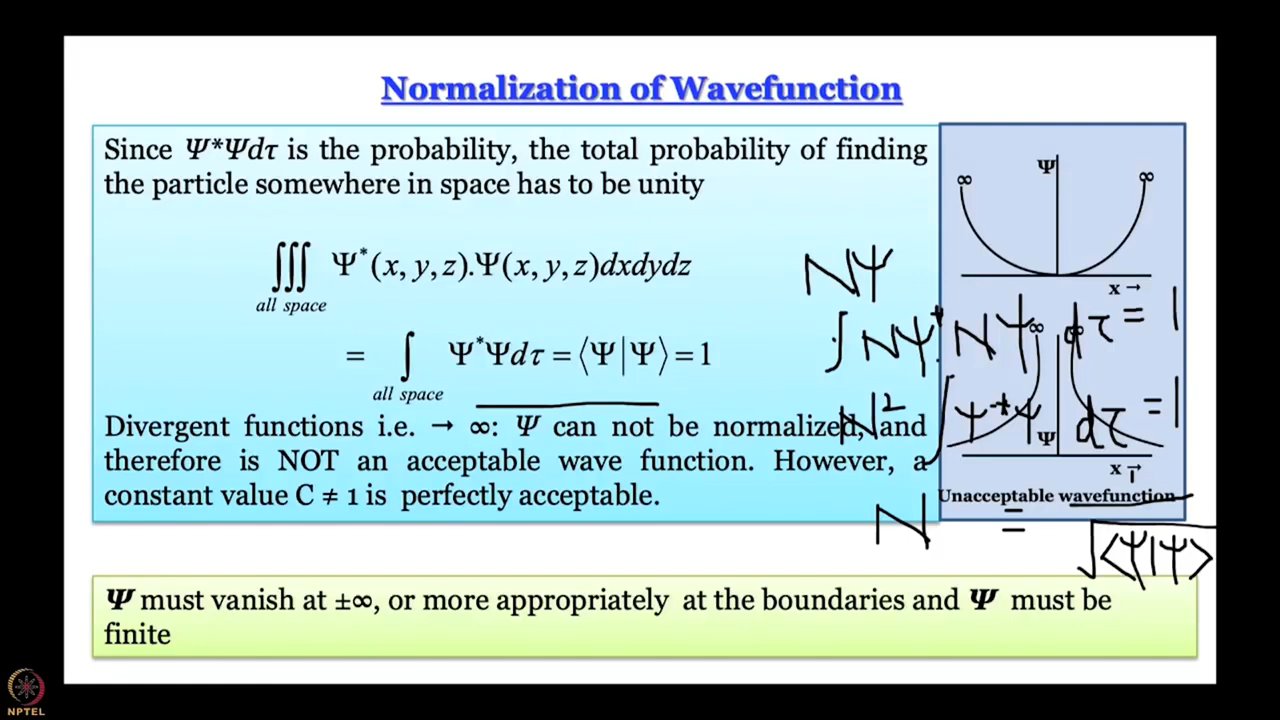 Normalization of Wavefunction
Since Ψ*Ψdτ is the probability, the total probability of finding
the particle somewhere in space has to be unity
∭ Ψ*(x, y, z).Ψ(x, y, z)dxdydz
all space
= ∫ Ψ*Ψdτ = ⟨Ψ|Ψ⟩ = 1
all space
Divergent functions i.e. → ∞: Ψ can not be normalized, and
therefore is NOT an acceptable wave function. However, a
constant value C ≠ 1 is perfectly acceptable.
Ψ
∞ ∞
x →
∞ ∞
Ψ
x →
Unacceptable wavefunction
NΨ
∫ NΨ* NΨ dτ = 1
N² ∫ Ψ*Ψ dτ = 1
N = 1
√⟨Ψ|Ψ⟩
Ψ must vanish at ±∞, or more appropriately at the boundaries and Ψ must be
finite
NPTEL